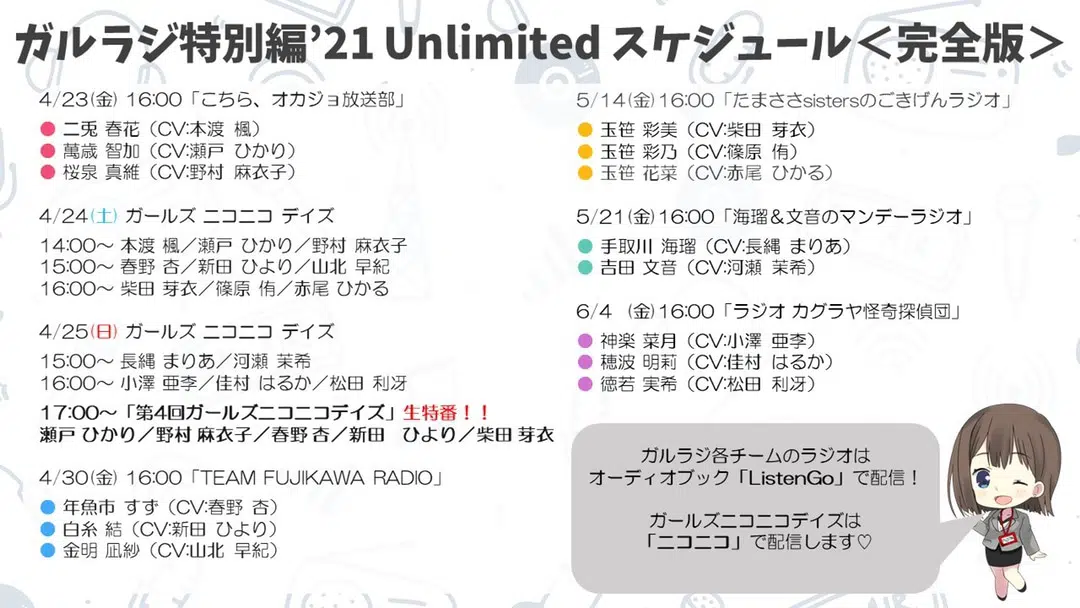 ガルラジ特別編’21 Unlimited スケジュール＜完全版＞
4/23(金) 16:00「こちら、オカジョ放送部」
● 二兎 春花（CV:本渡 楓）
● 萬歳 智加（CV:瀬戸 ひかり）
● 桜泉 真維（CV:野村 麻衣子）
4/24(土) ガールズ ニコニコ デイズ
14:00～ 本渡 楓／瀬戸 ひかり／野村 麻衣子
15:00～ 春野 杏／新田 ひより／山北 早紀
16:00～ 柴田 芽衣／篠原 侑／赤尾 ひかる
4/25(日) ガールズ ニコニコ デイズ
15:00～ 長縄 まりあ／河瀬 茉希
16:00～ 小澤 亜李／佳村 はるか／松田 利冴
17:00～「第4回ガールズニコニコデイズ」生特番！！
瀬戸 ひかり／野村 麻衣子／春野 杏／新田　ひより／柴田 芽衣
4/30(金) 16:00「TEAM FUJIKAWA RADIO」
● 年魚市 すず（CV:春野 杏）
● 白糸 結（CV:新田 ひより）
● 金明 凪紗（CV:山北 早紀）
5/14(金)16:00「たまささsistersのごきげんラジオ」
● 玉笹 彩美（CV:柴田 芽衣）
● 玉笹 彩乃（CV:篠原 侑）
● 玉笹 花菜（CV:赤尾 ひかる）
5/21(金)16:00「海瑠＆文音のマンデーラジオ」
● 手取川 海瑠（CV:長縄 まりあ）
● 吉田 文音（CV:河瀬 茉希）
6/4 (金)16:00「ラジオ カグラヤ怪奇探偵団」
● 神楽 菜月（CV:小澤 亜李）
● 穂波 明莉（CV:佳村 はるか）
● 徳若 実希（CV:松田 利冴）
ガルラジ各チームのラジオは
オーディオブック「ListenGo」で配信！
ガールズニコニコデイズは
「ニコニコ」で配信します♡